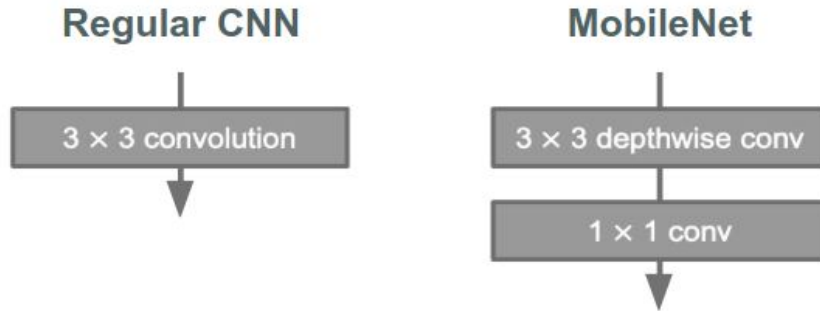 Regular CNN
3 × 3 convolution
MobileNet
3 × 3 depthwise conv
1 × 1 conv